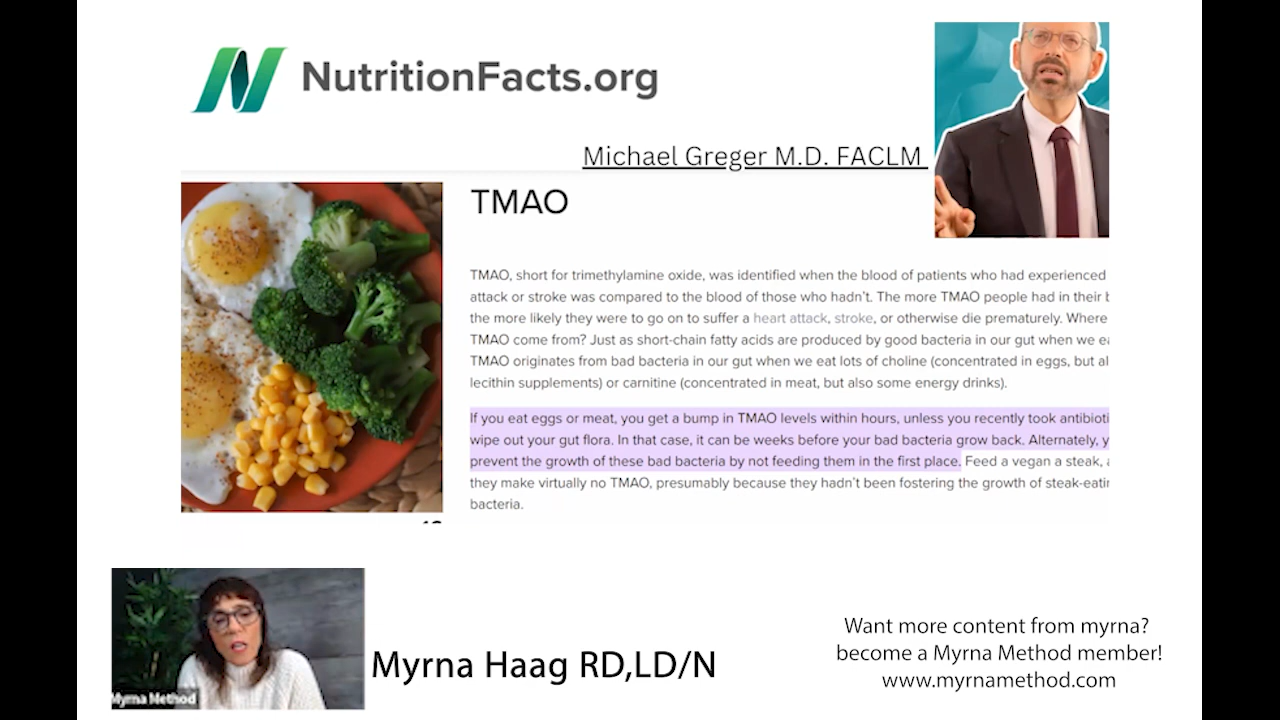 NutritionFacts.org
Michael Greger M.D. FACLM
TMAO
TMAO, short for trimethylamine oxide, was identified when the blood of patients who had experienced
attack or stroke was compared to the blood of those who hadn't. The more TMAO people had in their
the more likely they were to go on to suffer a heart attack, stroke, or otherwise die prematurely. Where
TMAO come from? Just as short-chain fatty acids are produced by good bacteria in our gut when we
TMAO originates from bad bacteria in our gut when we eat lots of choline (concentrated in eggs, but
lecithin supplements) or carnitine (concentrated in meat, but also some energy drinks).
If you eat eggs or meat, you get a bump in TMAO levels within hours, unless you recently took
wipe out your gut flora. In that case, it can be weeks before your bad bacteria grow back. Alternately,
prevent the growth of these bad bacteria by not feeding them in the first place. Feed a vegan a steak,
they make virtually no TMAO, presumably because they hadn't been fostering the growth of
bacteria.
Myrna Method
Myrna Haag RD,LD/N
Want more content from myrna?
become a Myrna Method member!
www.myrnamethod.com